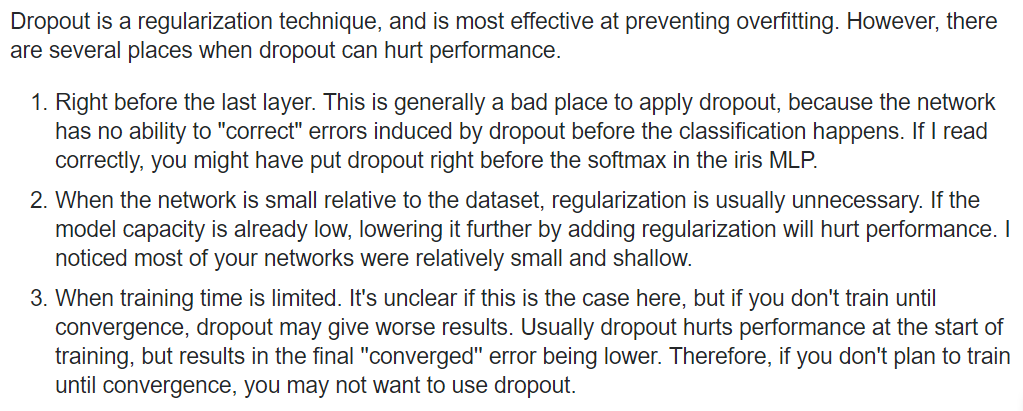 Dropout is a regularization technique, and is most effective at preventing overfitting. However, there
are several places when dropout can hurt performance.
1. Right before the last layer. This is generally a bad place to apply dropout, because the network
has no ability to "correct" errors induced by dropout before the classification happens. If I read
correctly, you might have put dropout right before the softmax in the iris MLP.
2. When the network is small relative to the dataset, regularization is usually unnecessary. If the
model capacity is already low, lowering it further by adding regularization will hurt performance. I
noticed most of your networks were relatively small and shallow.
3. When training time is limited. It's unclear if this is the case here, but if you don't train until
convergence, dropout may give worse results. Usually dropout hurts performance at the start of
training, but results in the final "converged" error being lower. Therefore, if you don't plan to train
until convergence, you may not want to use dropout.